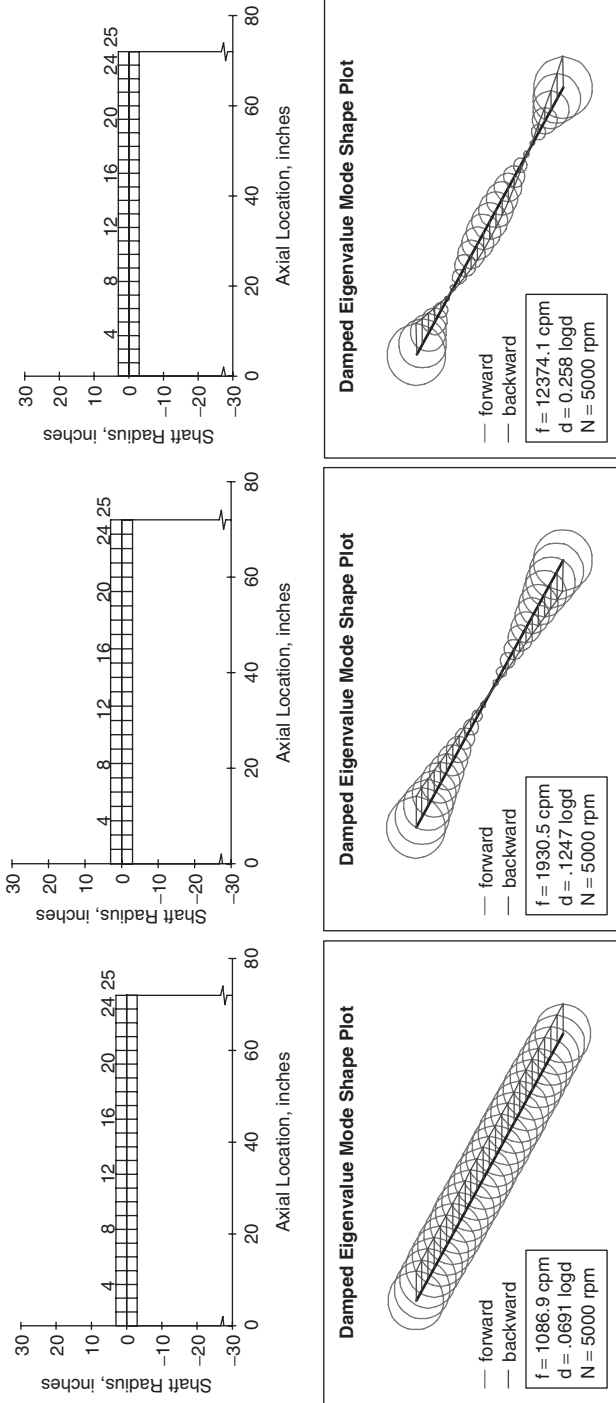 30
20
10
0
−10
−20
−30
Shaft Radius, inches
4
8
12
16
20
24
25
0
20
40
60
80
Axial Location, inches
30
20
10
0
−10
−20
−30
Shaft Radius, inches
4
8
12
16
20
24
25
0
20
40
60
80
Axial Location, inches
30
20
10
0
−10
−20
−30
Shaft Radius, inches
4
8
12
16
20
24
25
0
20
40
60
80
Axial Location, inches
Damped Eigenvalue Mode Shape Plot
forward
backward
f = 1086.9 cpm
d = .0691 logd
N = 5000 rpm
Damped Eigenvalue Mode Shape Plot
forward
backward
f = 1930.5 cpm
d = .1247 logd
N = 5000 rpm
Damped Eigenvalue Mode Shape Plot
forward
backward
f = 12374.1 cpm
d = 0.258 logd
N = 5000 rpm